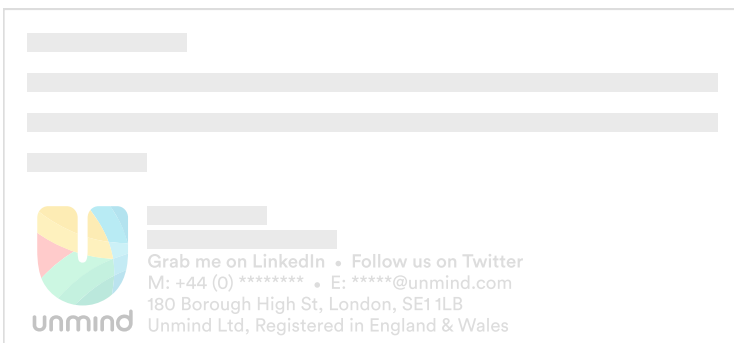 Grab me on LinkedIn • Follow us on Twitter
M: +44 (0) ******** • E: *****@unmind.com
180 Borough High St, London, SE1 1LB
unmind
Unmind Ltd, Registered in England & Wales